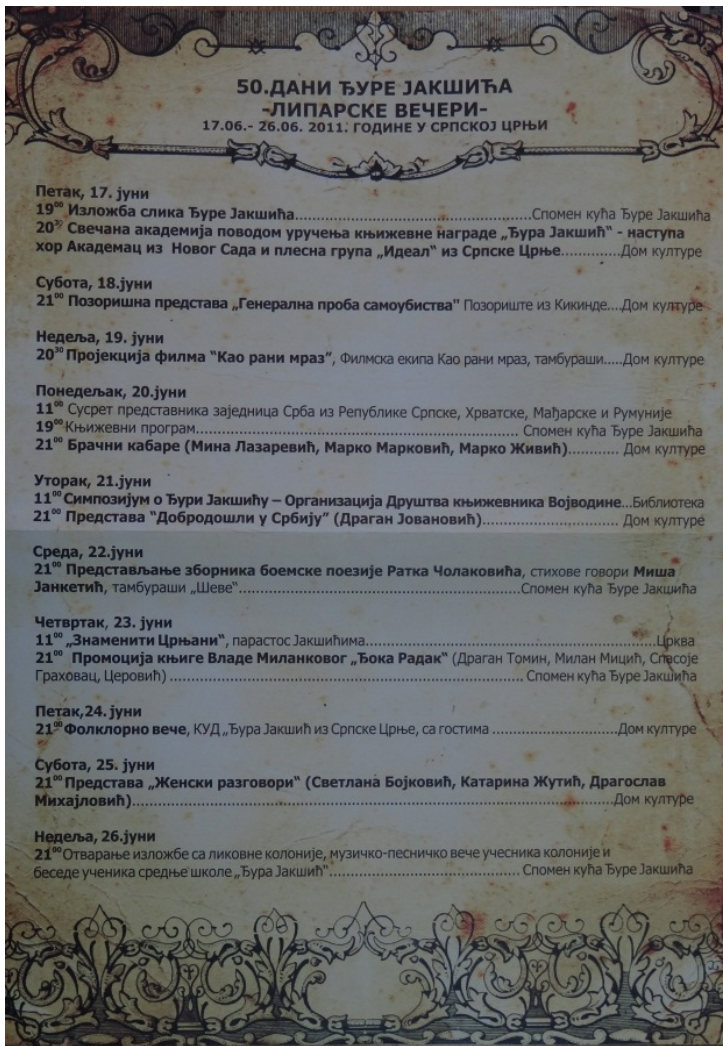 50.ДАНИ ЂУРЕ ЈАКШИЋА
-ЛИПАРСКЕ ВЕЧЕРИ-
17.06.- 26.06. 2011. ГОДИНЕ У СРПСКОЈ ЦРЊИ
Петак, 17. јуни
19⁰⁰ Изложба слика Ђуре Јакшића......................................................Спомен кућа Ђуре Јакшића
20³⁰ Свечана академија поводом уручења књижевне награде „Ђура Јакшић“ - наступа
хор Академац из Новог Сада и плесна група „Идеал“ из Српске Црње..............Дом културе
Субота, 18.јуни
21⁰⁰ Позоришна представа „Генерална проба самоубиства" Позориште из Кикинде....Дом културе
Недеља, 19. јуни
20³⁰ Пројекција филма “Као рани мраз”, Филмска екипа Као рани мраз, тамбураши.....Дом културе
Понедељак, 20.јуни
11⁰⁰ Сусрет представника заједница Срба из Републике Српске, Хрватске, Мађарске и Румуније
19⁰⁰ Књижевни програм.......................................................................... Спомен кућа Ђуре Јакшића
21⁰⁰ Брачни кабаре (Мина Лазаревић, Марко Марковић, Марко Живић)............ Дом културе
Уторак, 21.јуни
11⁰⁰ Симпозијум о Ђури Јакшићу – Организација Друштва књижевника Војводине...Библиотека
21⁰⁰ Представа “Добродошли у Србију” (Драган Јовановић)................................ Дом културе
Среда, 22.јуни
21⁰⁰ Представљање зборника боемске поезије Ратка Чолаковића, стихове говори Миша
Јанкетић, тамбураши „Шеве“................................................................Спомен кућа Ђуре Јакшића
Четвртак, 23. јуни
11⁰⁰ „Знаменити Црњани“, парастос Јакшићима..................................................................Црква
21⁰⁰ Промоција књиге Владе Миланковог „Ђока Радак“ (Драган Томин, Милан Мицић, Спасоје
Граховац, Церовић) ................................................................................ Спомен кућа Ђуре Јакшића
Петак,24. јуни
21⁰⁰ Фолклорно вече, КУД „Ђура Јакшић из Српске Црње, са гостима .............................Дом културе
Субота, 25. јуни
21⁰⁰ Представа „Женски разговори“ (Светлана Бојковић, Катарина Жутић, Драгослав
Михајловић)...........................................................................................................Дом културе
Недеља, 26.јуни
21⁰⁰ Отварање изложбе са ликовне колоније, музичко-песничко вече учесника колоније и
беседе ученика средње школе „Ђура Јакшић“............................................ Спомен кућа Ђуре Јакшића